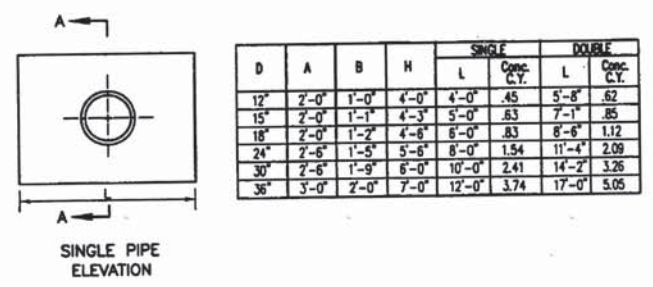 A
A
L
SINGLE PIPE
ELEVATION
D A B H SINGLE DOUBLE
L Conc. C.Y. L Conc. C.Y.
12" 2'-0" 1'-0" 4'-0" 4'-0" .45 5'-8" .62
15" 2'-0" 1'-1" 4'-3" 5'-0" .63 7'-1" .85
18" 2'-0" 1'-2" 4'-6" 6'-0" .83 8'-6" 1.12
24" 2'-6" 1'-5" 5'-6" 8'-0" 1.54 11'-4" 2.09
30" 2'-6" 1'-9" 6'-0" 10'-0" 2.41 14'-2" 3.26
36" 3'-0" 2'-0" 7'-0" 12'-0" 3.74 17'-0" 5.05